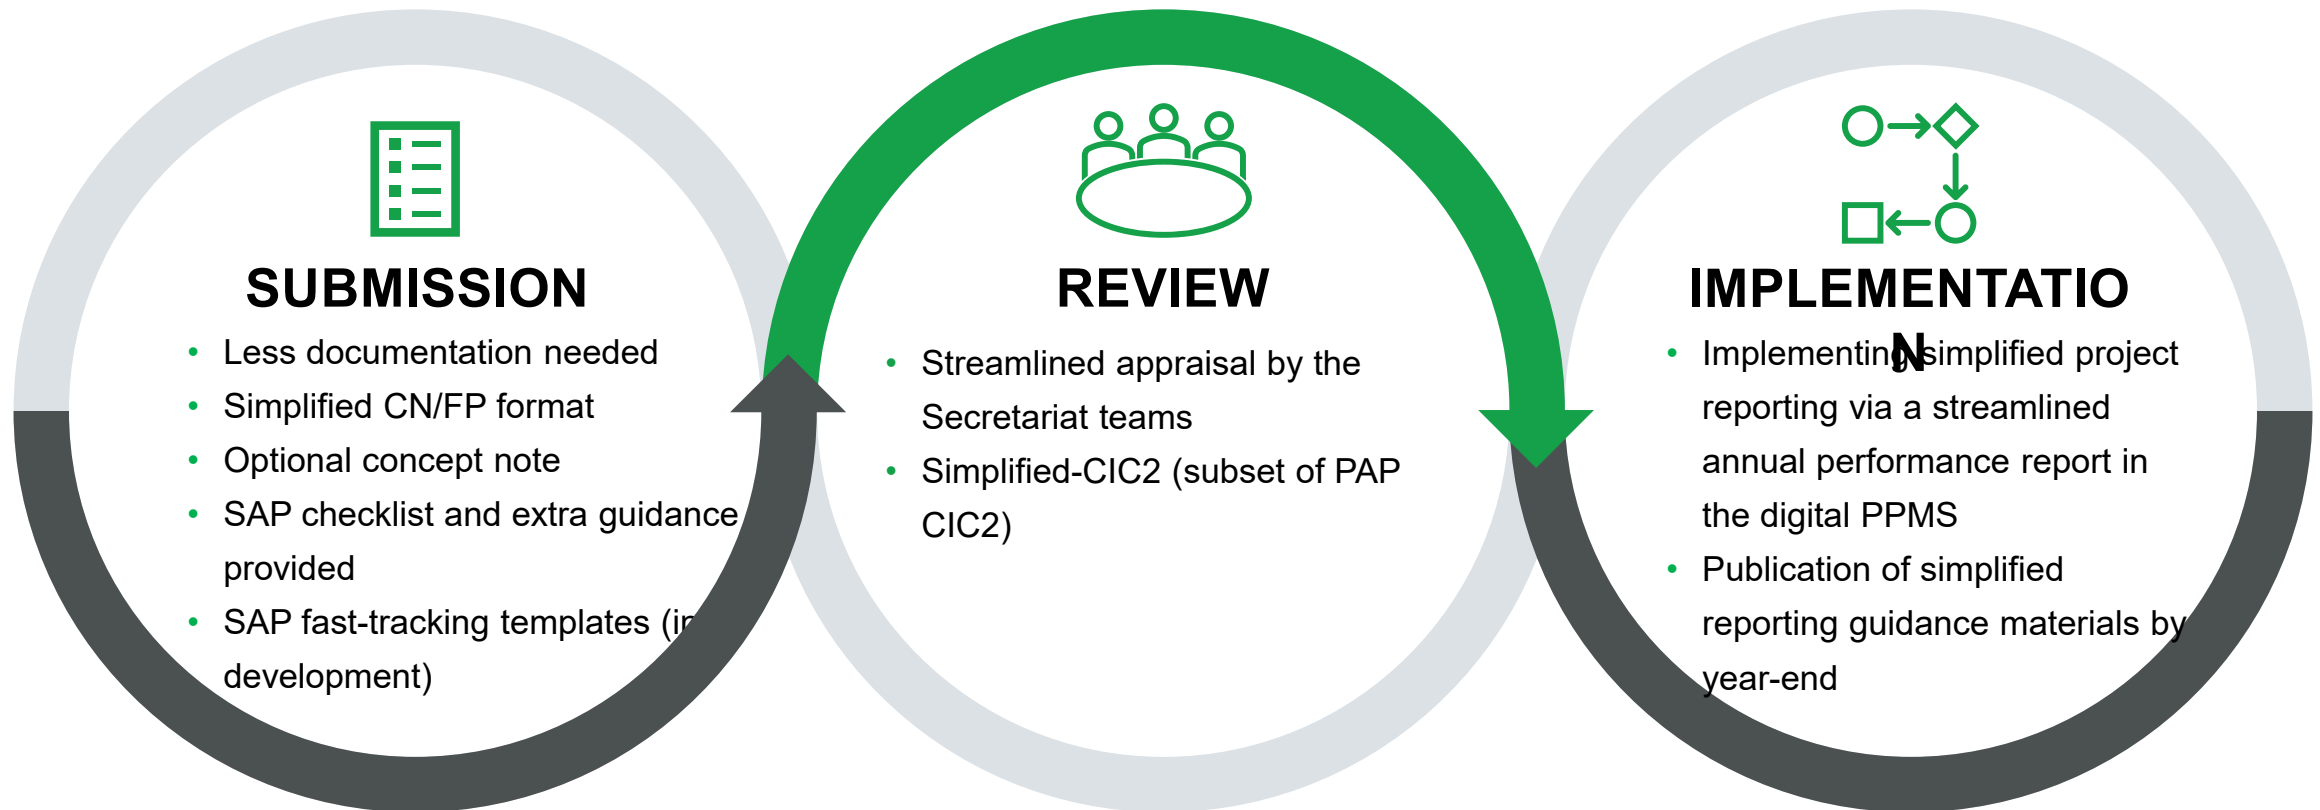 SUBMISSION
• Less documentation needed
• Simplified CN/FP format
• Optional concept note
• SAP checklist and extra guidance
provided
• SAP fast-tracking templates (in
development)
REVIEW
• Streamlined appraisal by the
Secretariat teams
• Simplified-CIC2 (subset of PAP
CIC2)
IMPLEMENTATIO
N
• Implementing simplified project
reporting via a streamlined
annual performance report in
the digital PPMS
• Publication of simplified
reporting guidance materials by
year-end